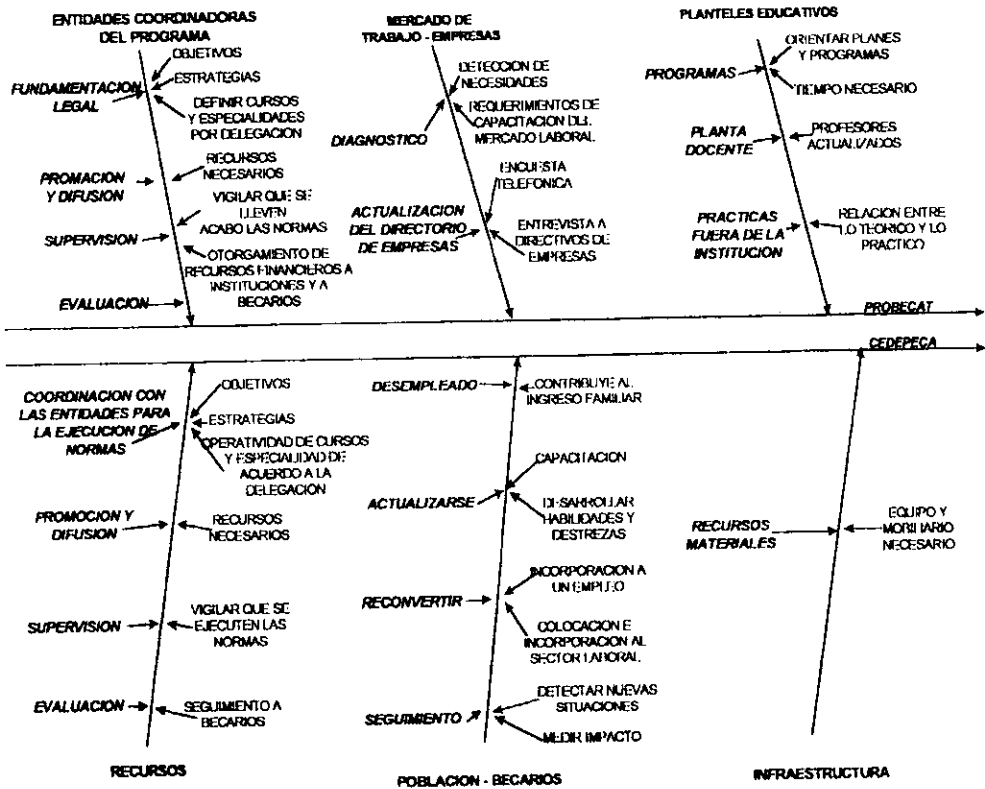 ENTIDADES COORDINADORAS
DEL PROGRAMA
OBJETIVOS
ESTRATEGIAS
FUNDAMENTACION
LEGAL
DEFINIR CURSOS
Y ESPECIALIDADES
POR DELEGACION
RECURSOS
NECESARIOS
PROMACION
Y DIFUSION
VIGILAR QUE SE
LLEVEN
ACABO LAS NORMAS
SUPERVISION
OTORGAMIENTO DE
RECURSOS FINANCIEROS A
INSTITUCIONES Y A
BECARIOS
EVALUACION
MERCADO DE
TRABAJO - EMPRESAS
DETECCION DE
NECESIDADES
REQUERIMIENTOS DE
CAPACITACION DEL
MERCADO LABORAL
DIAGNOSTICO
ENCUESTA
TELEFONICA
ACTUALIZACION
DEL DIRECTORIO
DE EMPRESAS
ENTREVISTA A
DIRECTIVOS DE
EMPRESAS
PLANTELES EDUCATIVOS
ORIENTAR PLANES
Y PROGRAMAS
PROGRAMAS
TIEMPO NECESARIO
PLANTA
DOCENTE
PROFESORES
ACTUALIZADOS
PRACTICAS
FUERA DE LA
INSTITUCION
RELACION ENTRE
LO TEORICO Y LO
PRACTICO
PROBECAT
CEDEPECA
COORDINACION CON
LAS ENTIDADES PARA
LA EJECUCION DE
NORMAS
OBJETIVOS
ESTRATEGIAS
OPERATIVIDAD DE CURSOS
Y ESPECIALIDAD DE
ACUERDO A LA
DELEGACION
PROMOCION Y
DIFUSION
RECURSOS
NECESARIOS
SUPERVISION
VIGILAR QUE SE
EJECUTEN LAS
NORMAS
EVALUACION
SEGUIMIENTO A
BECARIOS
RECURSOS
DESEMPLEADO
CONTRIBUYE AL
INGRESO FAMILIAR
CAPACITACION
ACTUALIZARSE
DESARROLLAR
HABILIDADES Y
DESTREZAS
INCORPORACION A
UN EMPLEO
RECONVERTIR
COLOCACION E
INCORPORACION AL
SECTOR LABORAL
DETECTAR NUEVAS
SITUACIONES
SEGUIMIENTO
MEDIR IMPACTO
POBLACION - BECARIOS
RECURSOS
MATERIALES
EQUIPO Y
MOBILIARIO
NECESARIO
INFRAESTRUCTURA